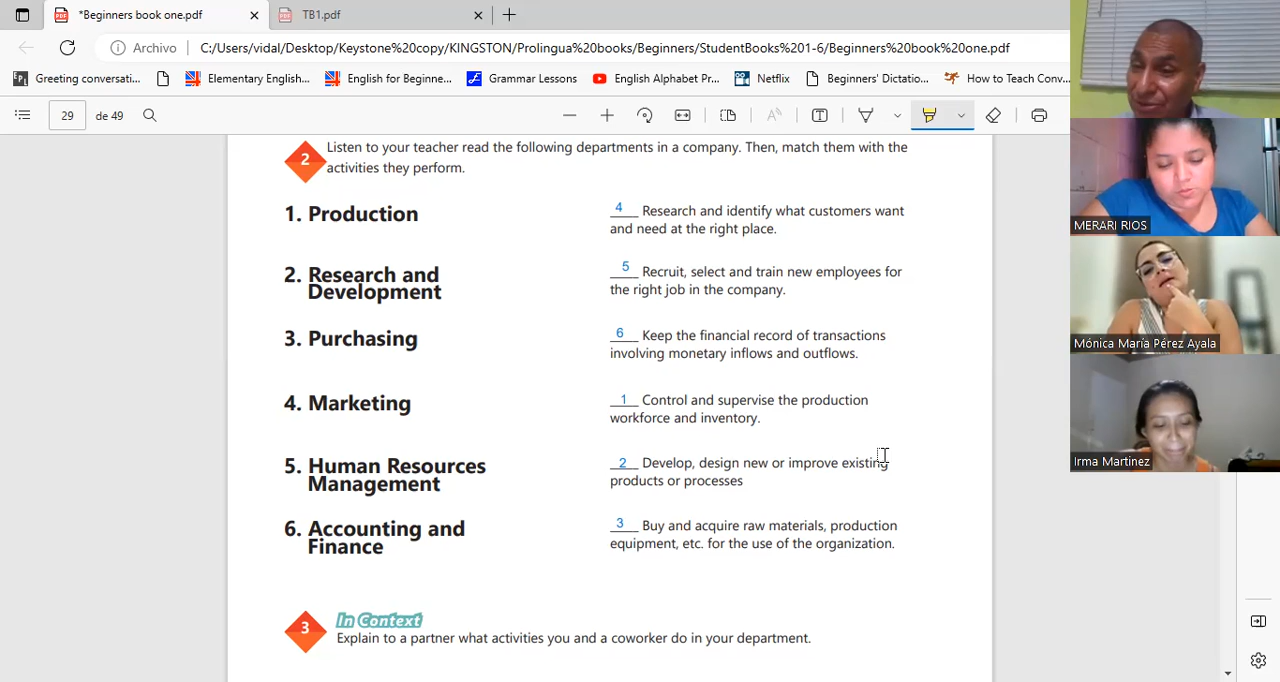 *Beginners book one.pdf
TB1.pdf
Archivo
C:/Users/vidal/Desktop/Keystone%20copy/KINGSTON/Prolingua%20books/Beginners/StudentBooks%201-6/Beginners%20book%20one.pdf
Greeting conversati...
Elementary English...
English for Beginne...
Grammar Lessons
English Alphabet Pr...
Netflix
Beginners' Dictatio...
How to Teach Conv...
29 de 49
2 Listen to your teacher read the following departments in a company. Then, match them with the
activities they perform.
1. Production
2. Research and
Development
3. Purchasing
4. Marketing
5. Human Resources
Management
6. Accounting and
Finance
4 Research and identify what customers want
and need at the right place.
5 Recruit, select and train new employees for
the right job in the company.
6 Keep the financial record of transactions
involving monetary inflows and outflows.
1 Control and supervise the production
workforce and inventory.
2 Develop, design new or improve existing
products or processes
3 Buy and acquire raw materials, production
equipment, etc. for the use of the organization.
3 In Context
Explain to a partner what activities you and a coworker do in your department.
MERARI RIOS
Mónica María Pérez Ayala
Irma Martinez